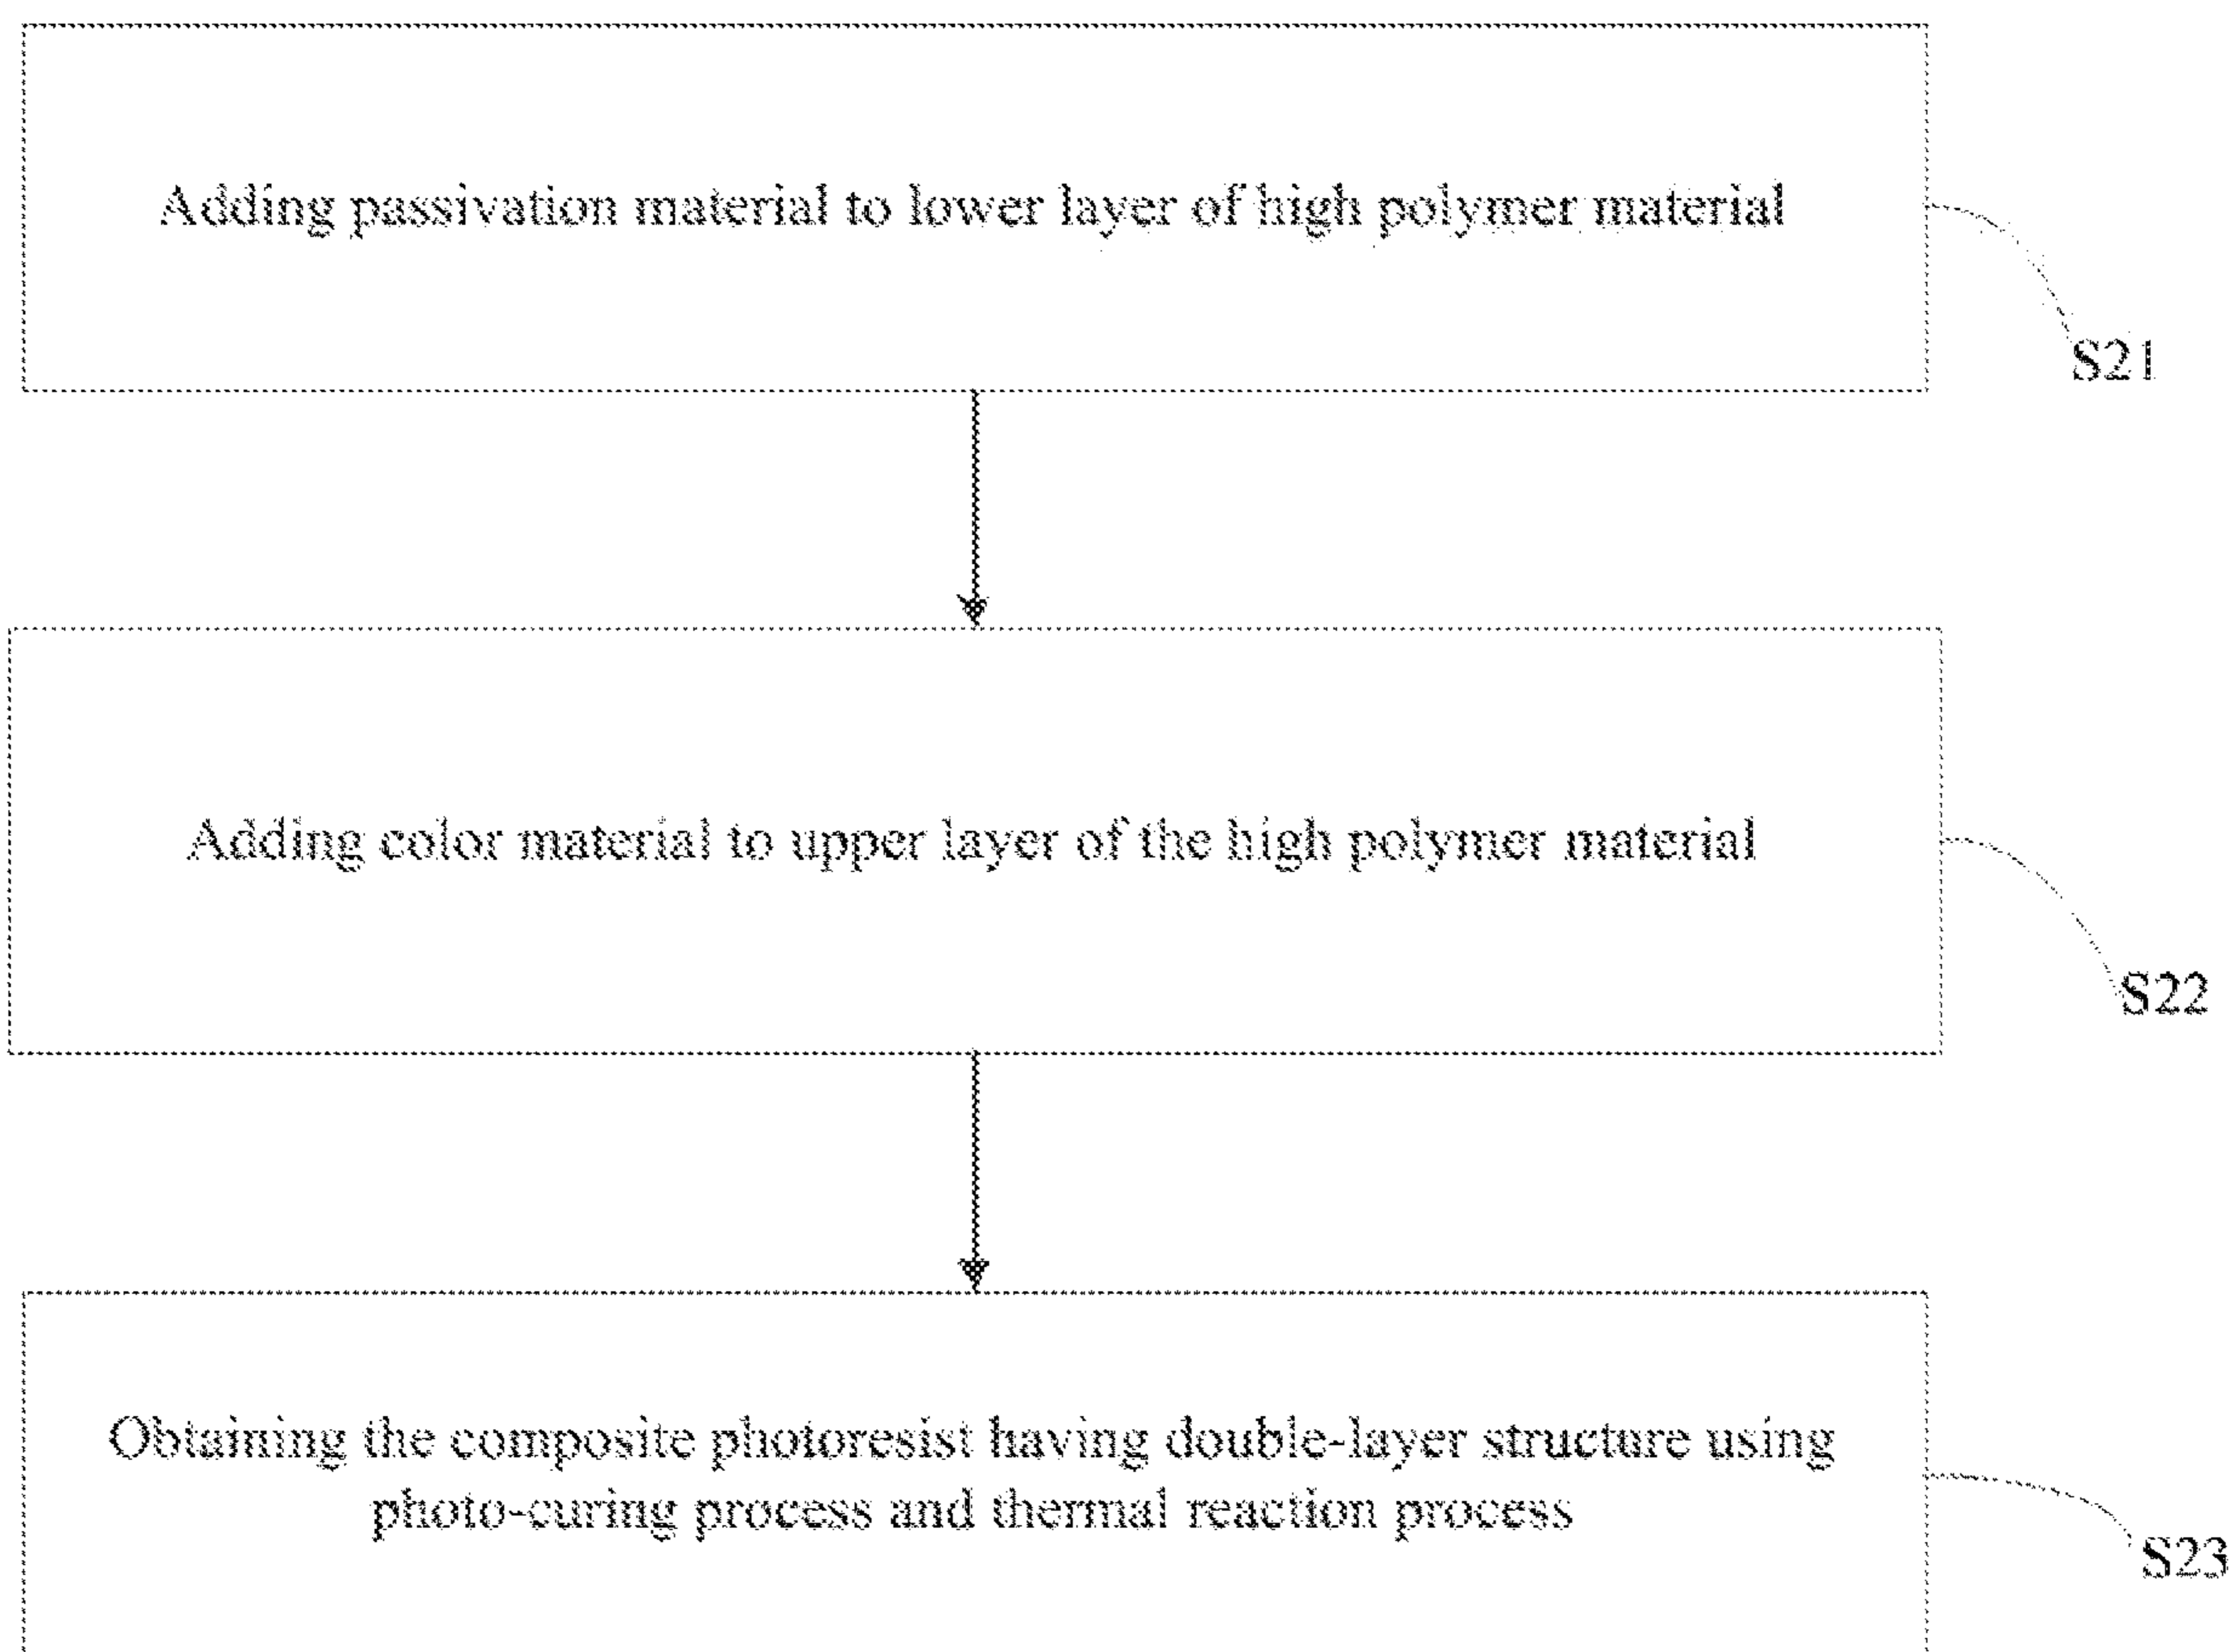 Adding passivation material to lower layer of high polymer material
S21
Adding color material to upper layer of the high polymer material
S22
Obtaining the composite photoresist having double-layer structure using
photo-curing process and thermal reaction process
S23